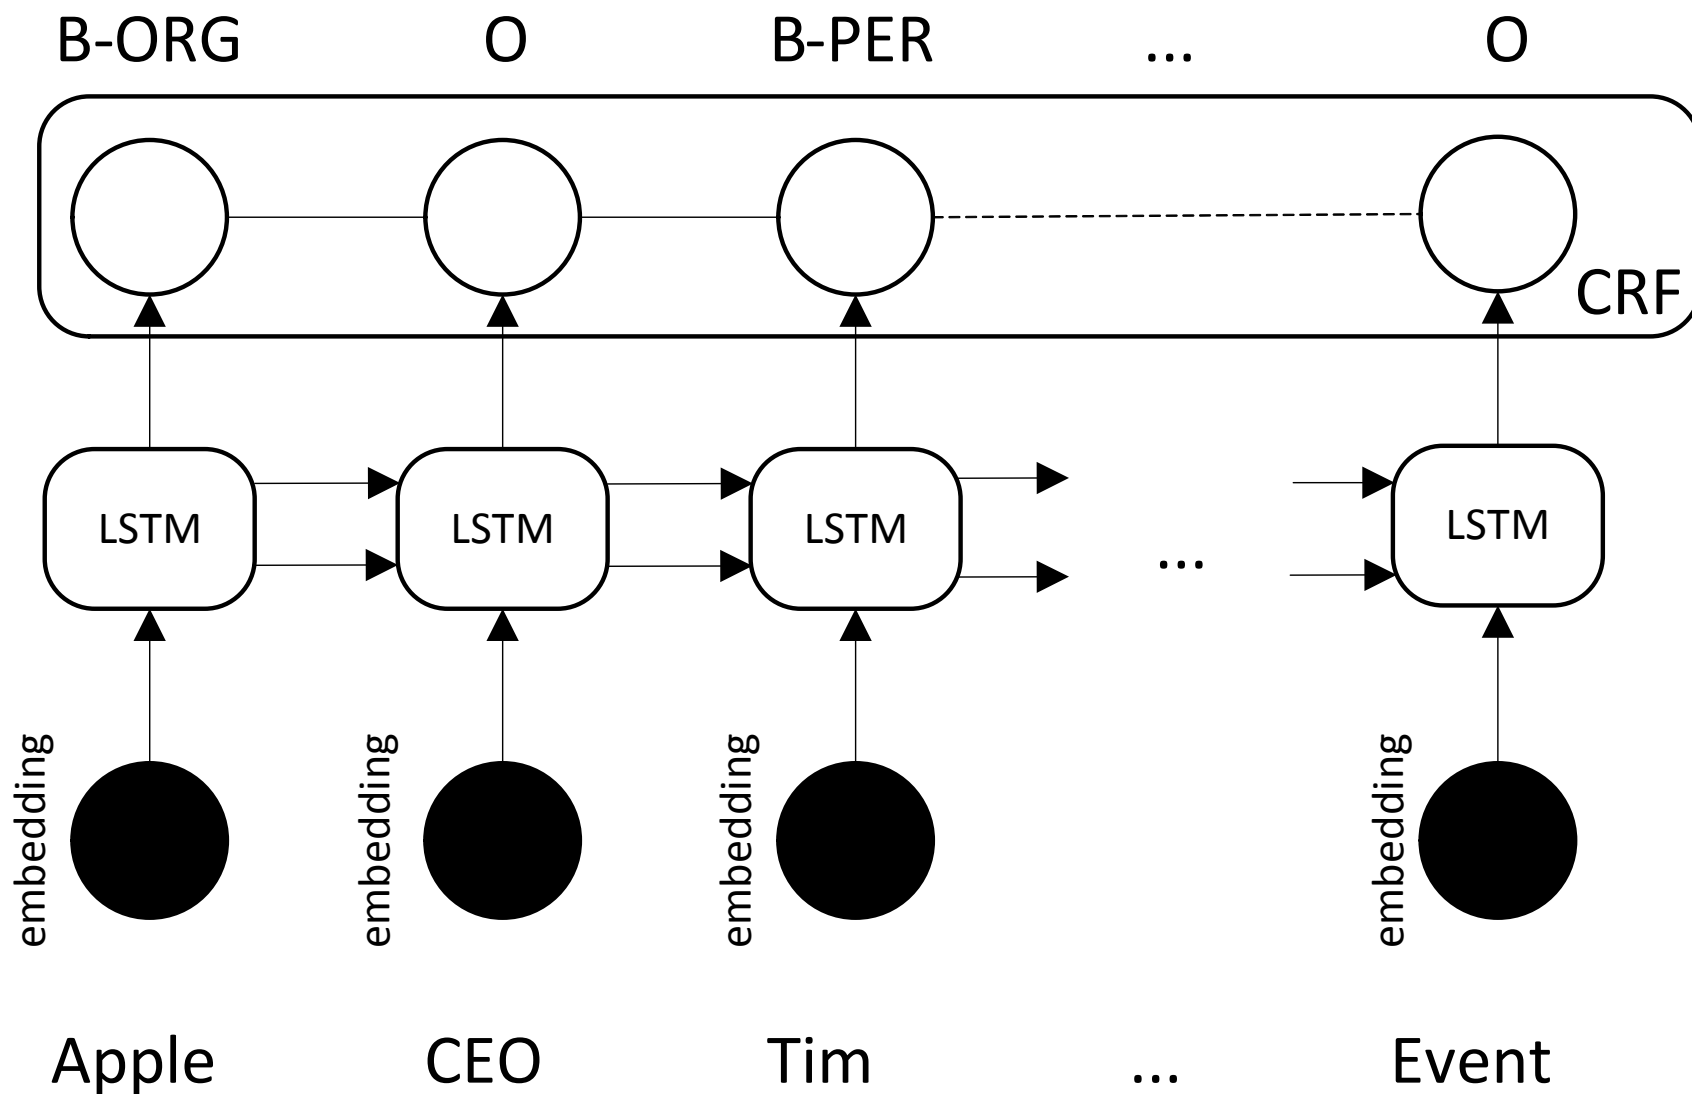 B-ORG O B-PER ... O
CRF
LSTM LSTM LSTM ... LSTM
embedding embedding embedding embedding
Apple CEO Tim ... Event